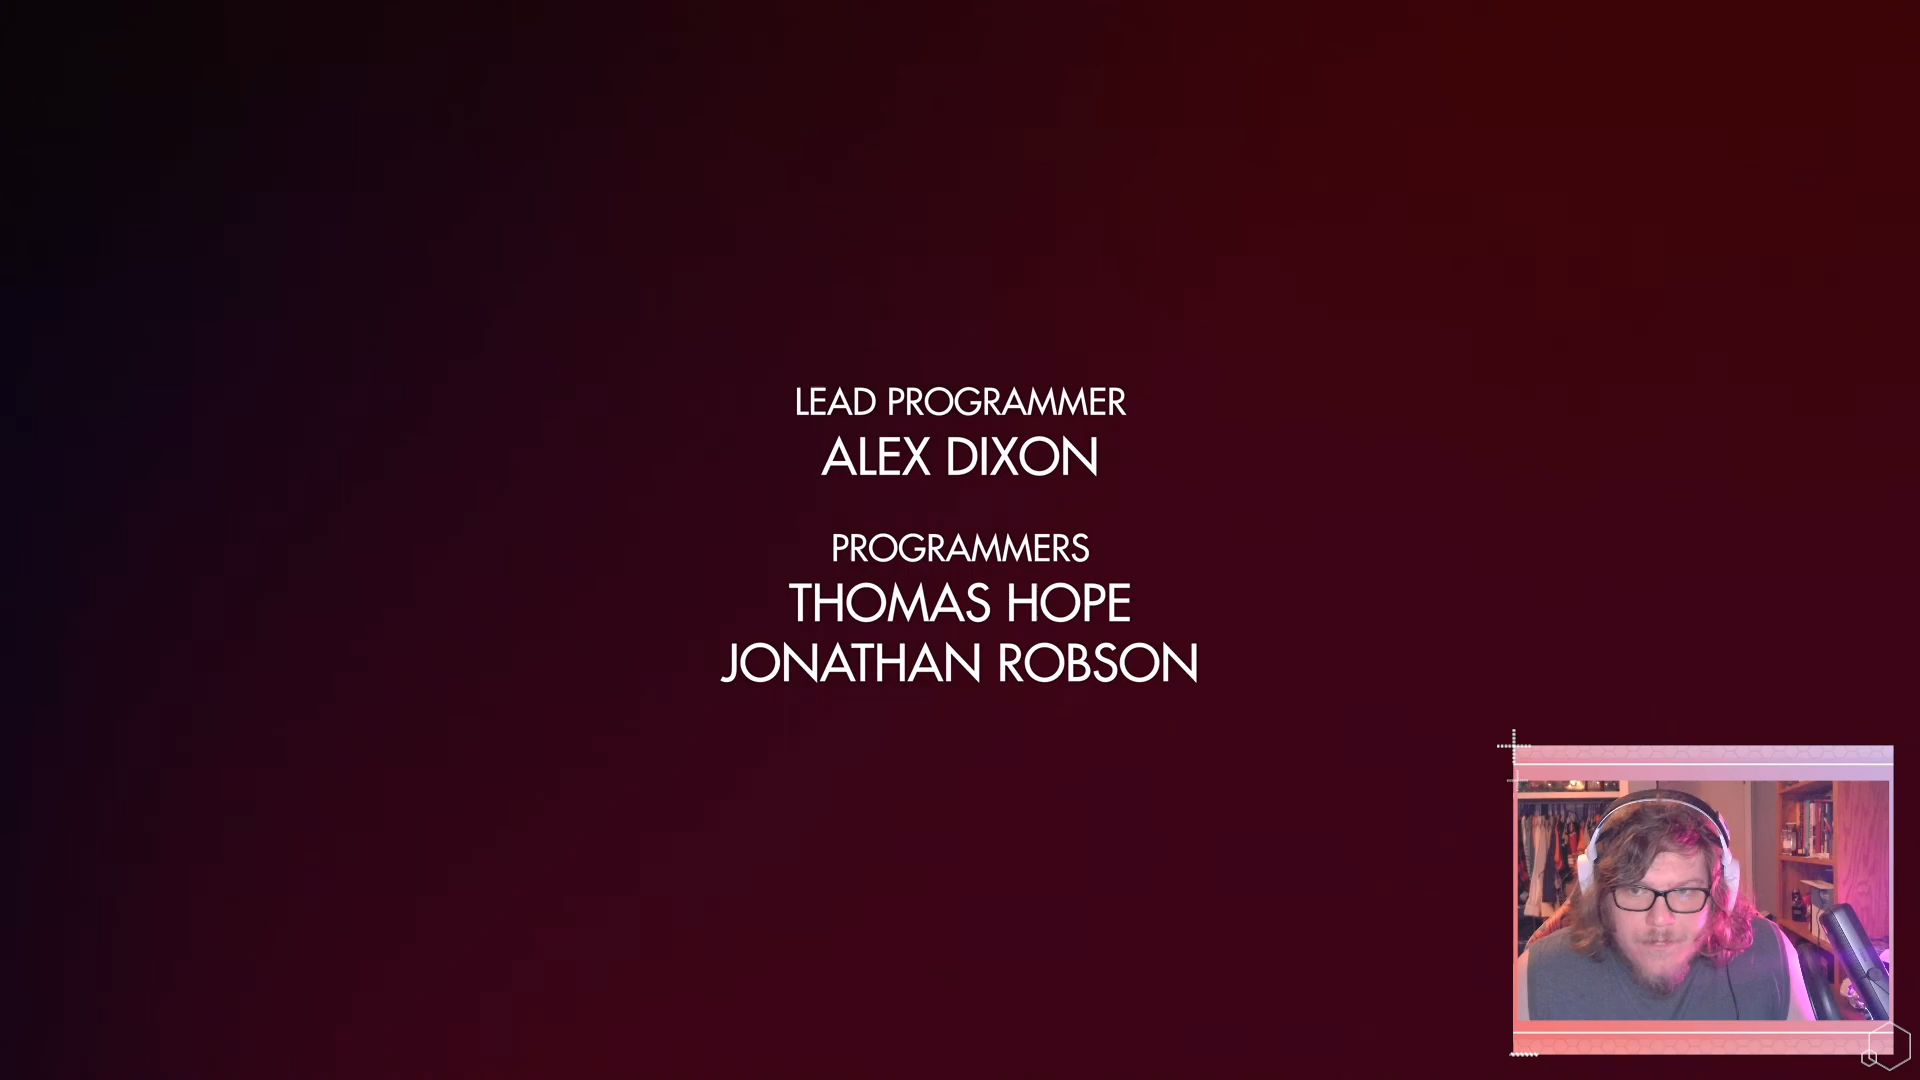 LEAD PROGRAMMER
ALEX DIXON
PROGRAMMERS
THOMAS HOPE
JONATHAN ROBSON